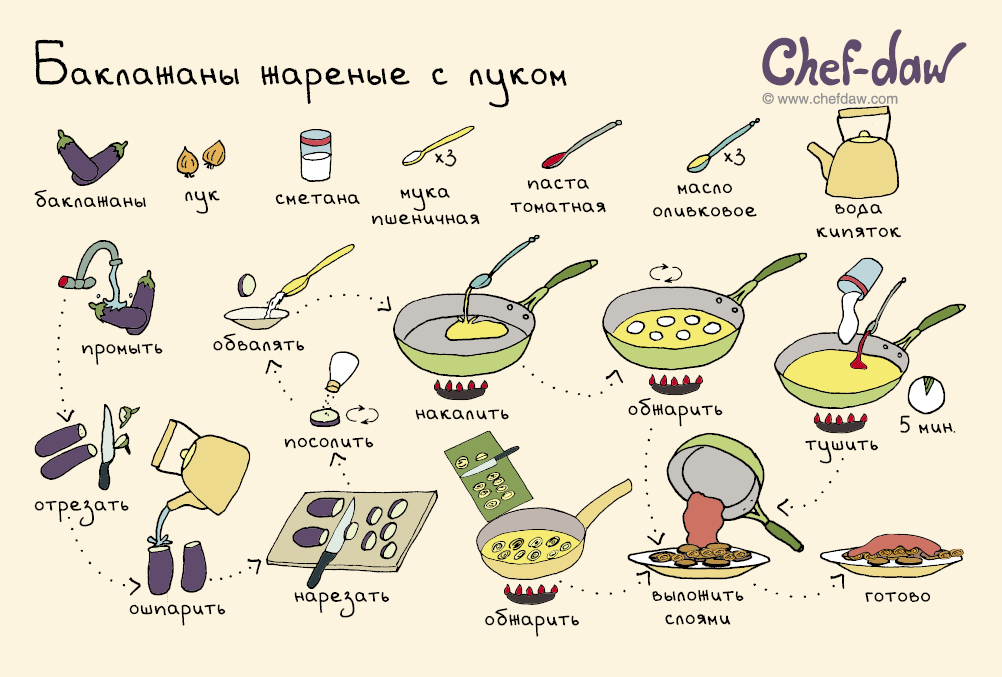 Баклажаны жареные с луком
Chef-daw
© www.chefdaw.com
баклажаны
лук
сметана
x3
мука
пшеничная
паста
томатная
x3
масло
оливковое
вода
кипяток
промыть
обвалять
накалить
обжарить
тушить
5 мин.
посолить
отрезать
ошпарить
нарезать
обжарить
выложить
слоями
готово